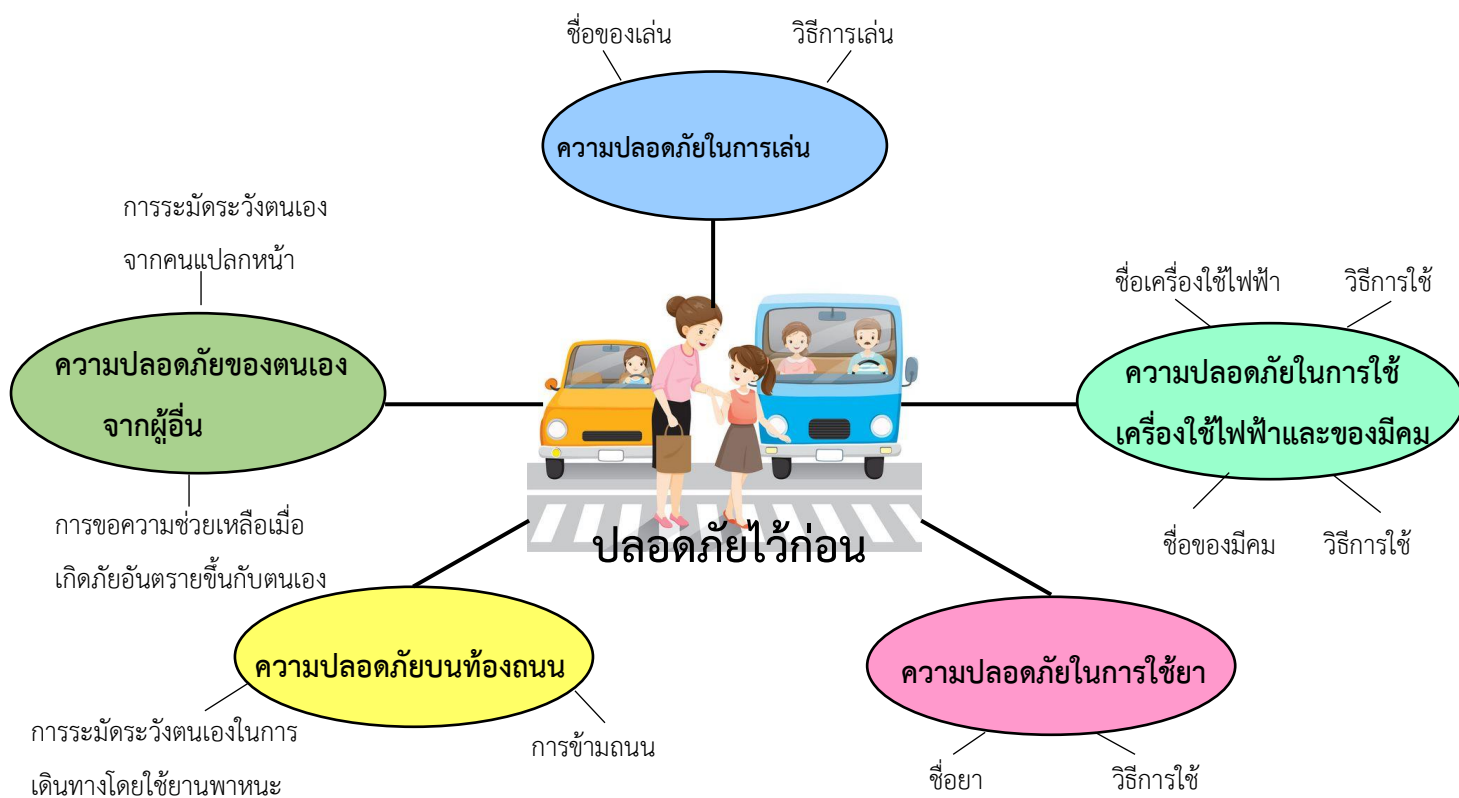 ชื่อของเล่น
วิธีการเล่น
ความปลอดภัยในการเล่น
การระมัดระวังตนเอง
จากคนแปลกหน้า
ความปลอดภัยของตนเอง
จากผู้อื่น
การขอความช่วยเหลือเมื่อ
เกิดภัยอันตรายขึ้นกับตนเอง
ชื่อเครื่องใช้ไฟฟ้า
วิธีการใช้
ความปลอดภัยในการใช้
เครื่องใช้ไฟฟ้าและของมีคม
ชื่อของมีคม
วิธีการใช้
ปลอดภัยไว้ก่อน
ความปลอดภัยบนท้องถนน
การระมัดระวังตนเองในการ
เดินทางโดยใช้ยานพาหนะ
การข้ามถนน
ความปลอดภัยในการใช้ยา
ชื่อยา
วิธีการใช้